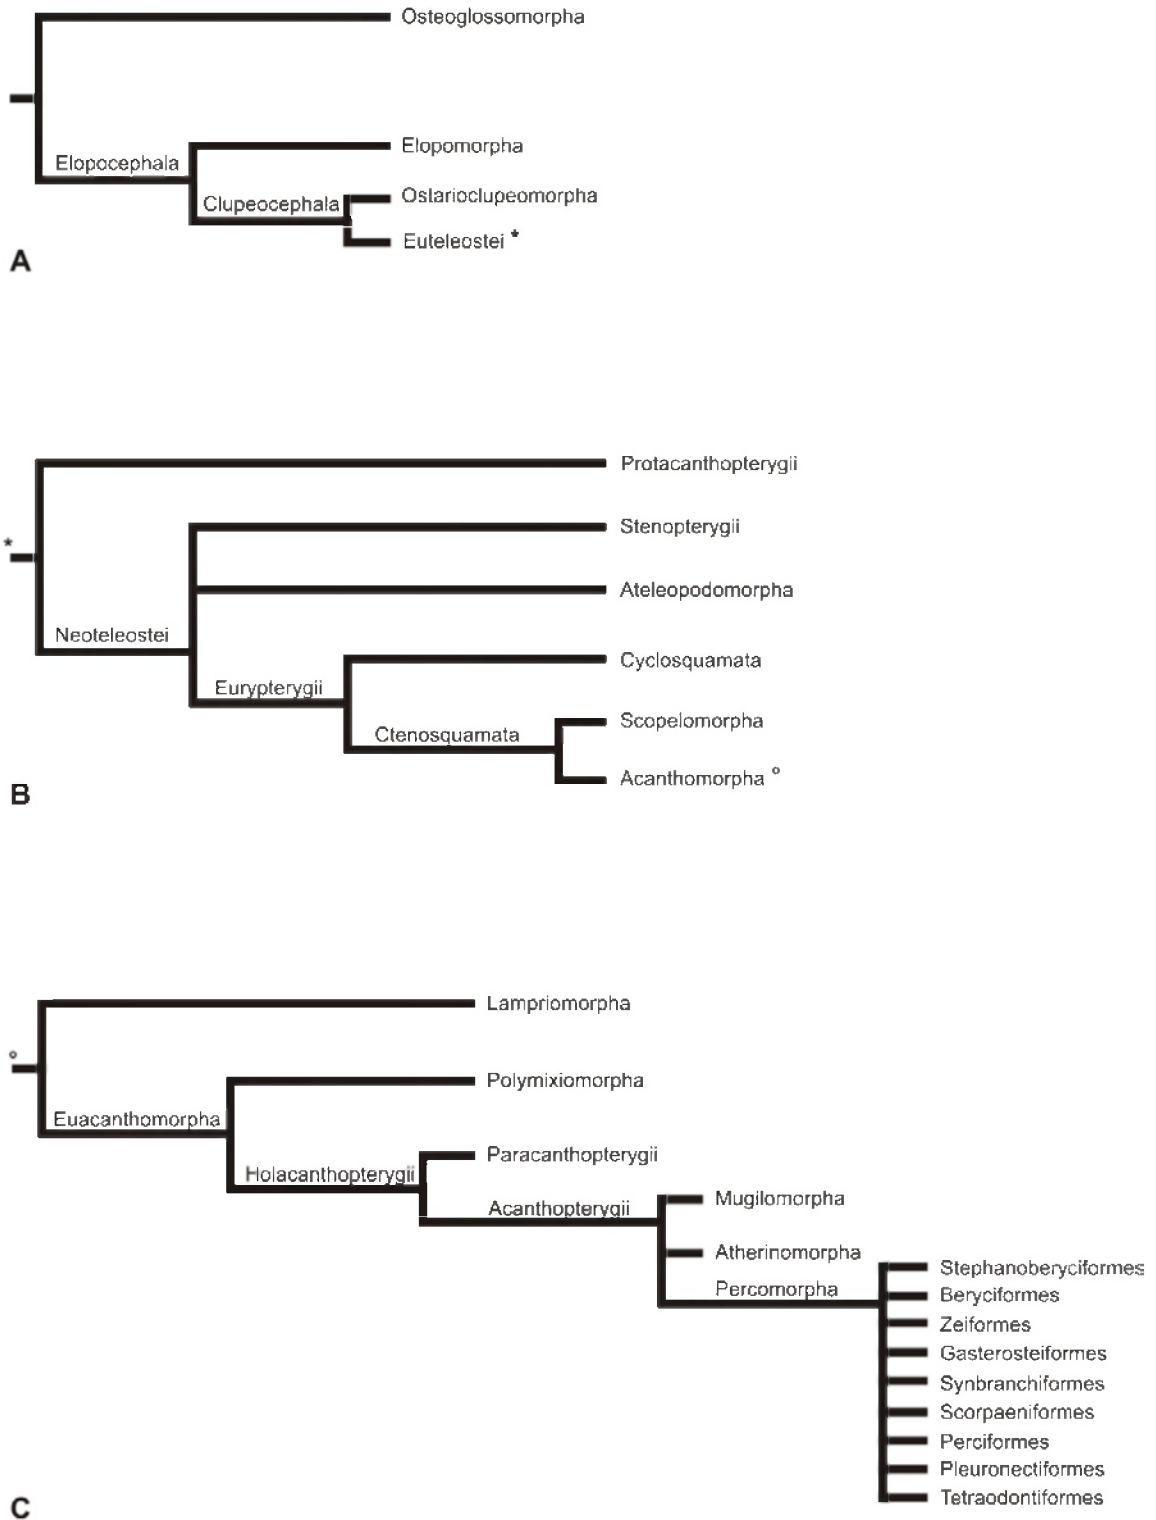 Osteoglossomorpha
Elopomorpha
Elopocephala
Ostarioclupeomorpha
Clupeocephala
Euteleostei *
A
Protacanthopterygii
Stenopterygii
*
Ateleopodomorpha
Neoteleostei
Cyclosquamata
Eurypterygii
Scopelomorpha
Ctenosquamata
Acanthomorpha °
B
Lampriomorpha
°
Polymixiomorpha
Euacanthomorpha
Paracanthopterygii
Holacanthopterygii
Mugilomorpha
Acanthopterygii
Atherinomorpha
Stephanoberyciformes
Percomorpha
Beryciformes
Zeiformes
Gasterosteiformes
Synbranchiformes
Scorpaeniformes
Perciformes
Pleuronectiformes
Tetraodontiformes
C